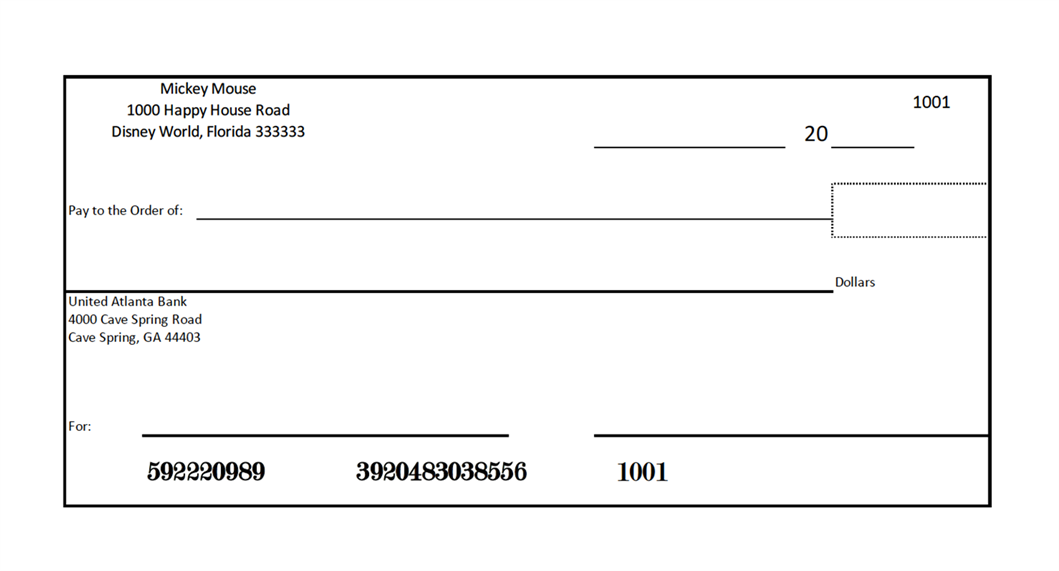 Mickey Mouse
1000 Happy House Road
Disney World, Florida 333333
1001
20
Pay to the Order of:
Dollars
United Atlanta Bank
4000 Cave Spring Road
Cave Spring, GA 44403
For:
592220989 3920483038556 1001